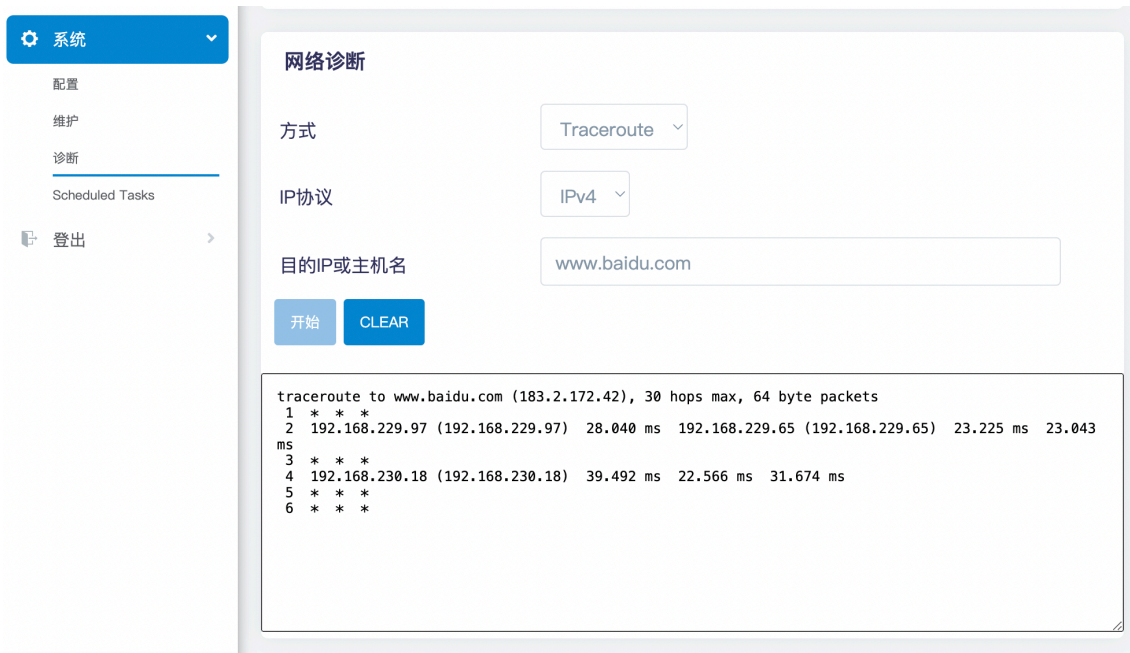 系统
配置
维护
诊断
Scheduled Tasks
登出
网络诊断
方式
Traceroute
IP协议
IPv4
目的IP或主机名
www.baidu.com
开始
CLEAR
traceroute to www.baidu.com (183.2.172.42), 30 hops max, 64 byte packets
1 * * *
2 192.168.229.97 (192.168.229.97) 28.040 ms 192.168.229.65 (192.168.229.65) 23.225 ms 23.043
ms
3 * * *
4 192.168.230.18 (192.168.230.18) 39.492 ms 22.566 ms 31.674 ms
5 * * *
6 * * *